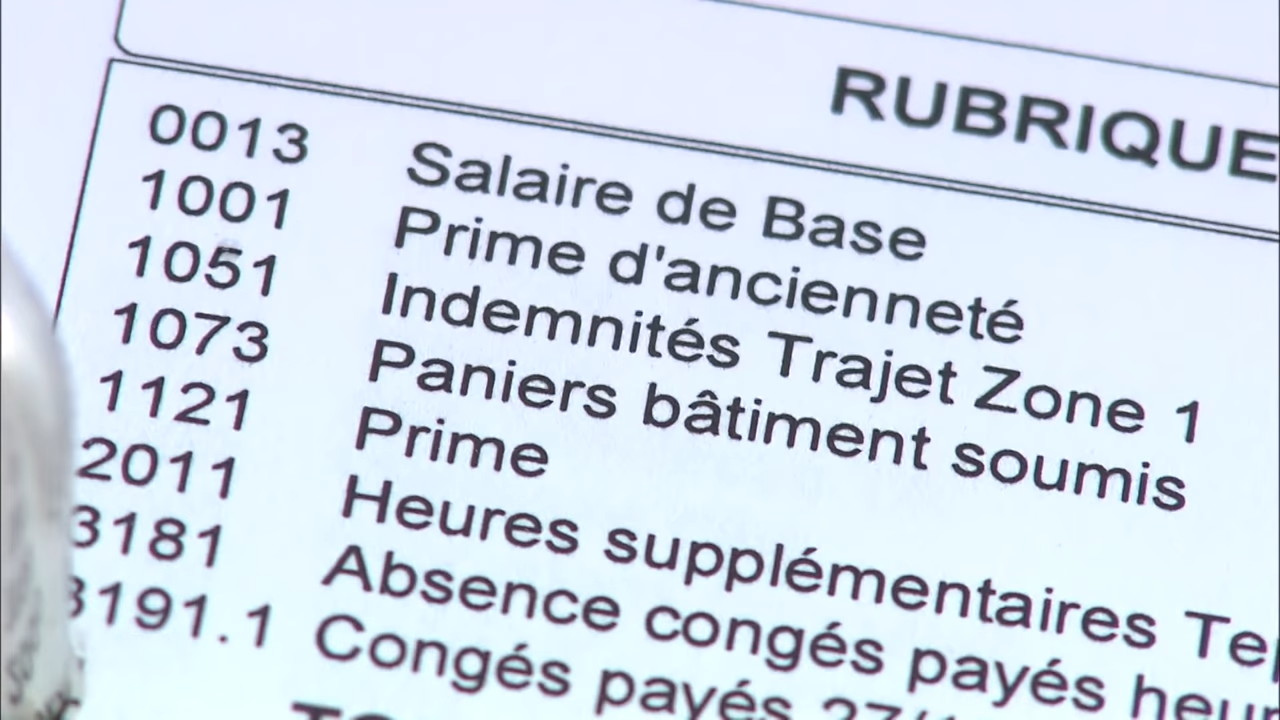 RUBRIQUE
0013 Salaire de Base
1001 Prime d'ancienneté
1051 Indemnités Trajet Zone 1
1073 Paniers bâtiment soumis
1121 Prime
2011 Heures supplémentaires
3181 Absence congés payés
3191.1 Congés payés